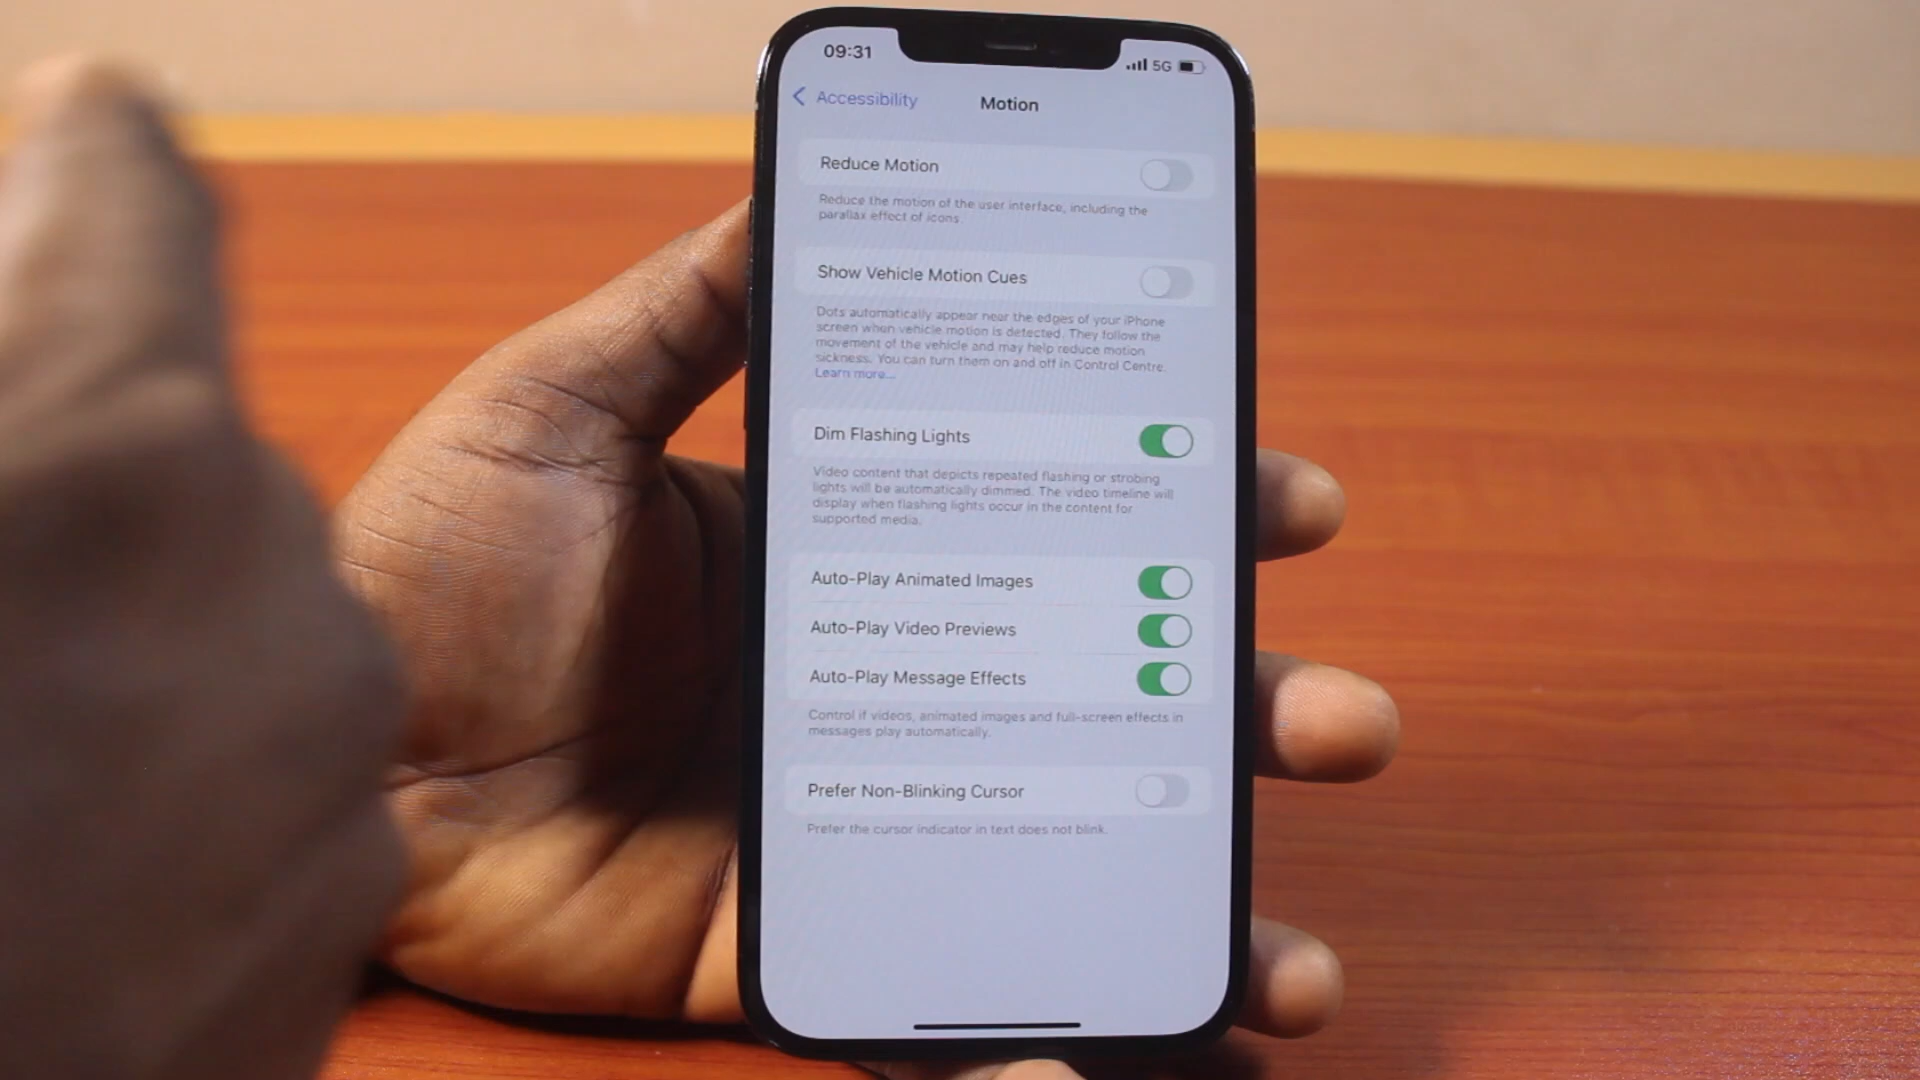 09:31
5G
Accessibility
Motion
Reduce Motion
Reduce the motion of the user interface, including the
parallax effect of icons.
Show Vehicle Motion Cues
Dots automatically appear near the edges of your iPhone
screen when vehicle motion is detected. They follow the
movement of the vehicle and may help reduce motion
sickness. You can turn them on and off in Control Centre.
Learn more...
Dim Flashing Lights
Video content that depicts repeated flashing or strobing
lights will be automatically dimmed. The video timeline will
display when flashing lights occur in the content for
supported media.
Auto-Play Animated Images
Auto-Play Video Previews
Auto-Play Message Effects
Control if videos, animated images and full-screen effects in
messages play automatically.
Prefer Non-Blinking Cursor
Prefer the cursor indicator in text does not blink.